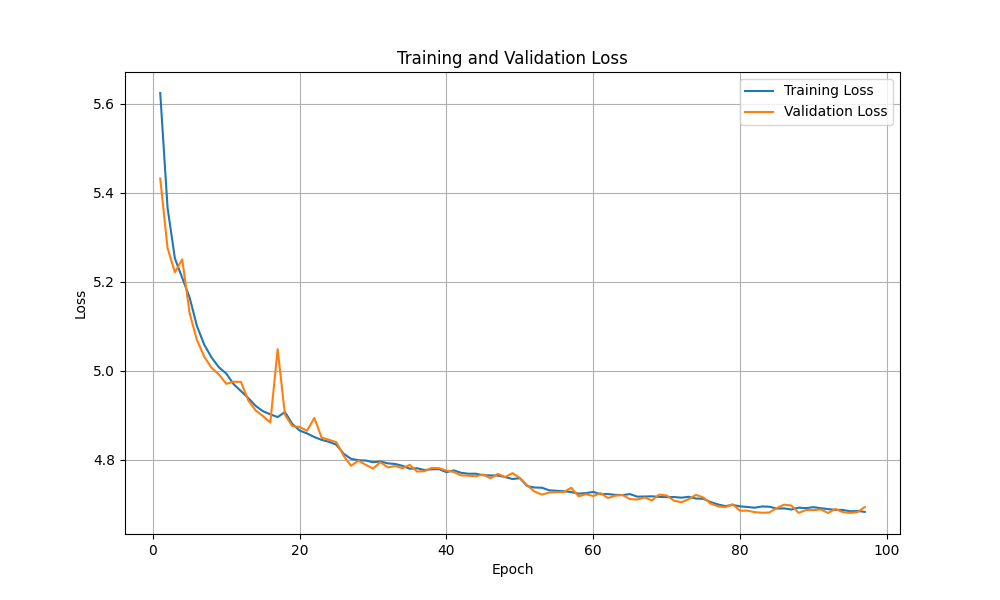 Training and Validation Loss
Training Loss
Validation Loss
5.6
5.4
5.2
5.0
4.8
Loss
0 20 40 60 80 100
Epoch